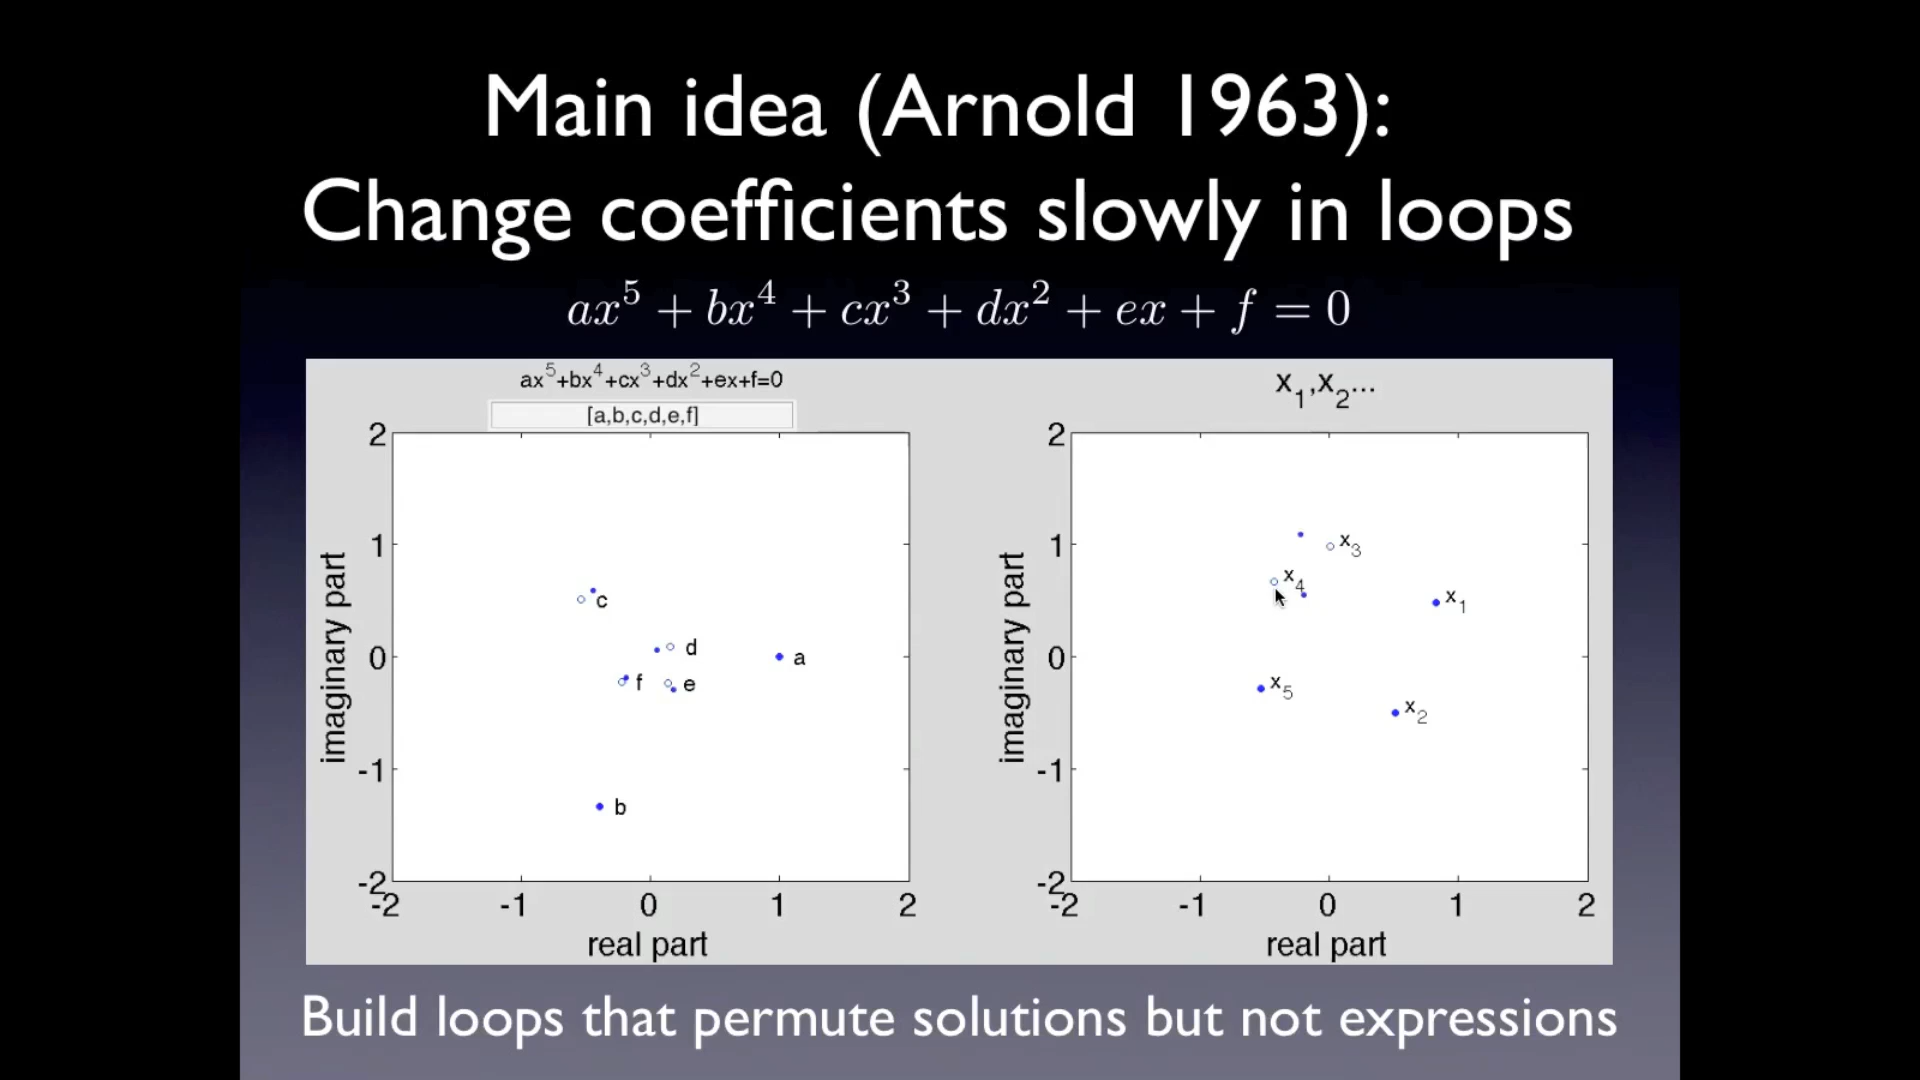 Main idea (Arnold 1963):
Change coefficients slowly in loops
ax⁵ + bx⁴ + cx³ + dx² + ex + f = 0
ax⁵+bx⁴+cx³+dx²+ex+f=0
[a,b,c,d,e,f]
2
1
0
-1
-2
imaginary part
c
d
f
e
a
b
-2
-1
0
1
2
real part
x₁,x₂...
2
1
0
-1
-2
imaginary part
x₃
x₄
x₁
x₅
x₂
-2
-1
0
1
2
real part
Build loops that permute solutions but not expressions